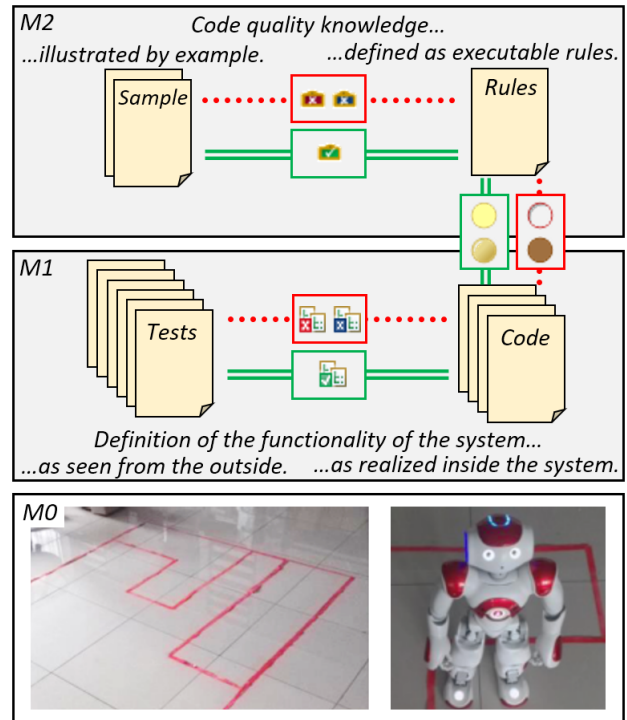 M2
Code quality knowledge...
...illustrated by example.
...defined as executable rules.
Sample
Rules
M1
Tests
Code
Definition of the functionality of the system...
...as seen from the outside.
...as realized inside the system.
M0